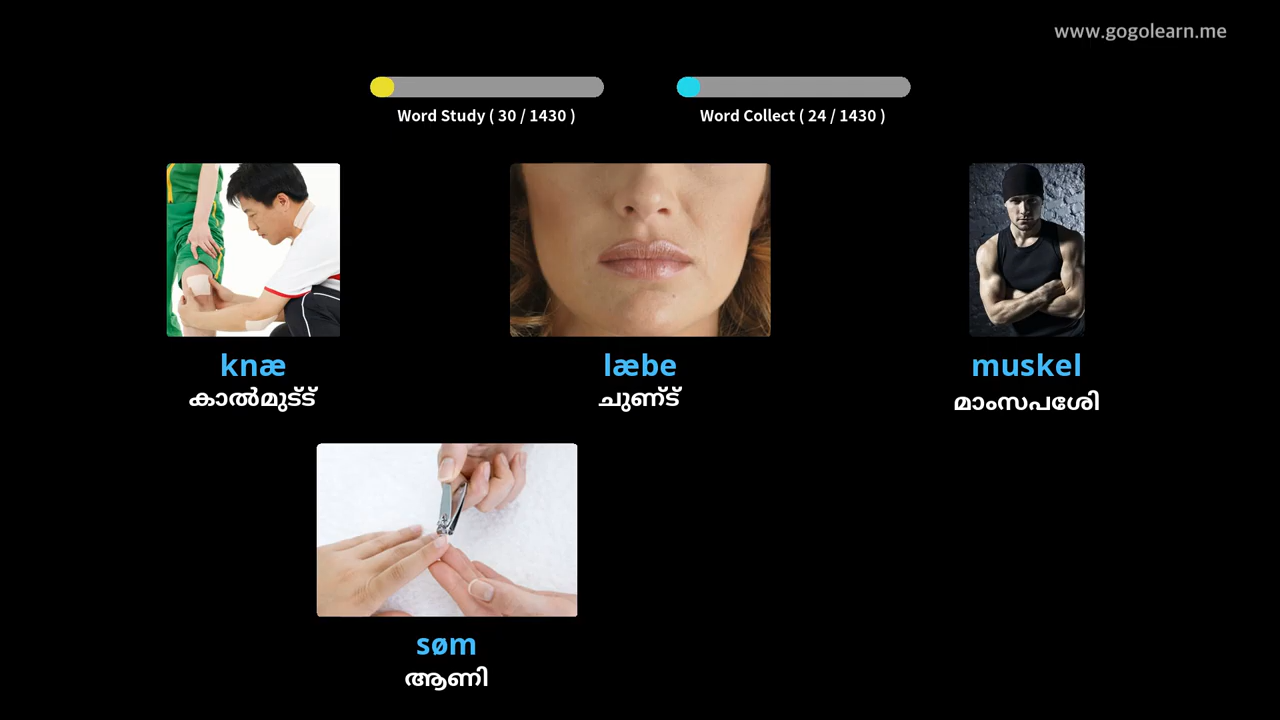 www.gogolearn.me
Word Study ( 30 / 1430 )
Word Collect ( 24 / 1430 )
knæ
കാൽമുട്ട്
læbe
ചുണ്ട്
muskel
മാംസപേശി
søm
ആണി